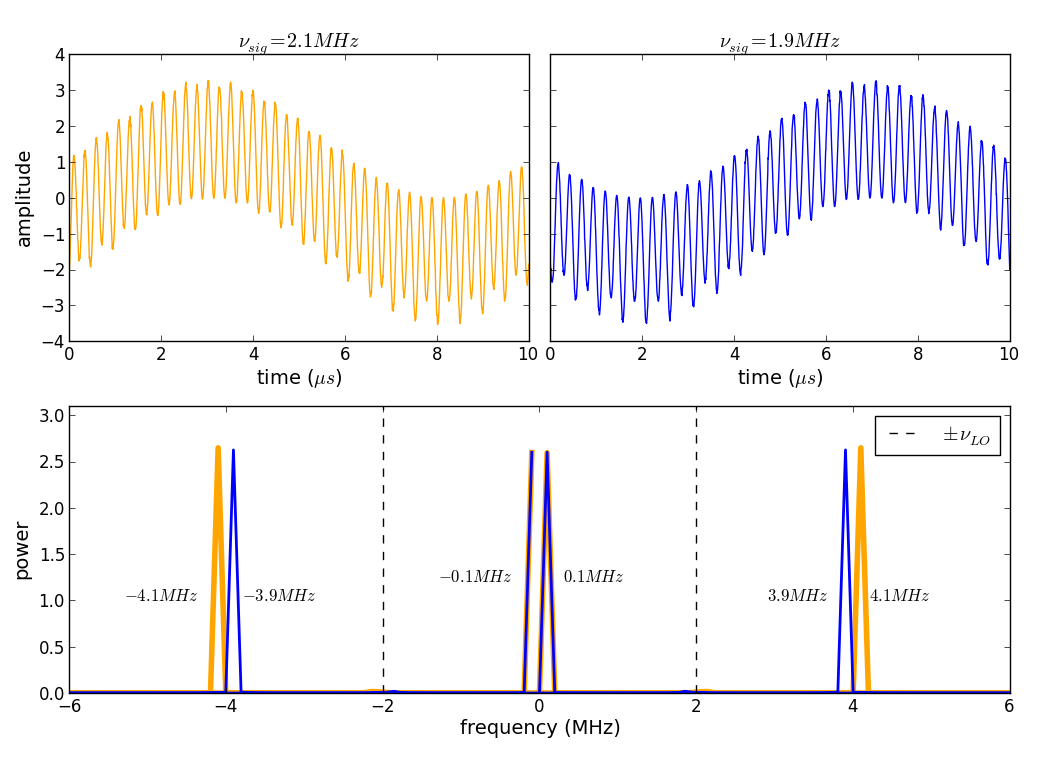 ν_sig = 2.1MHz
ν_sig = 1.9MHz
4
3
2
1
0
−1
−2
−3
−4
amplitude
0 2 4 6 8 10
0 2 4 6 8 10
time (μs)
time (μs)
3.0
2.5
2.0
1.5
1.0
0.5
0.0
power
±ν_LO
−0.1MHz
0.1MHz
−4.1MHz
−3.9MHz
3.9MHz
4.1MHz
−6 −4 −2 0 2 4 6
frequency (MHz)